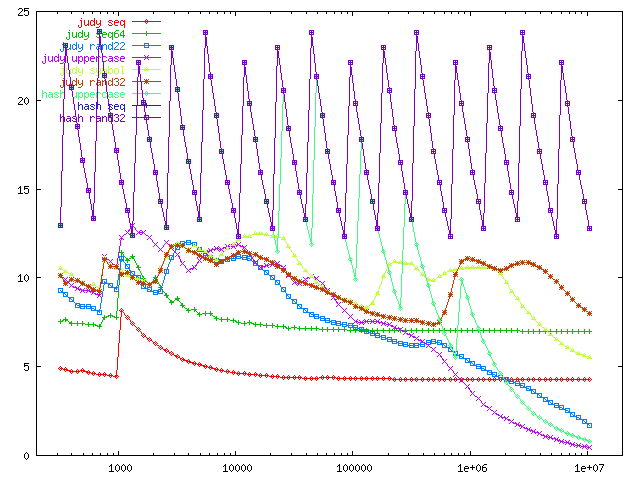 25
20
15
10
5
0
judy seq
judy seq64
judy rand22
judy uppercase
judy symbol
judy rand32
hash uppercase
hash seq
hash rand32
1000 10000 100000 1e+06 1e+07